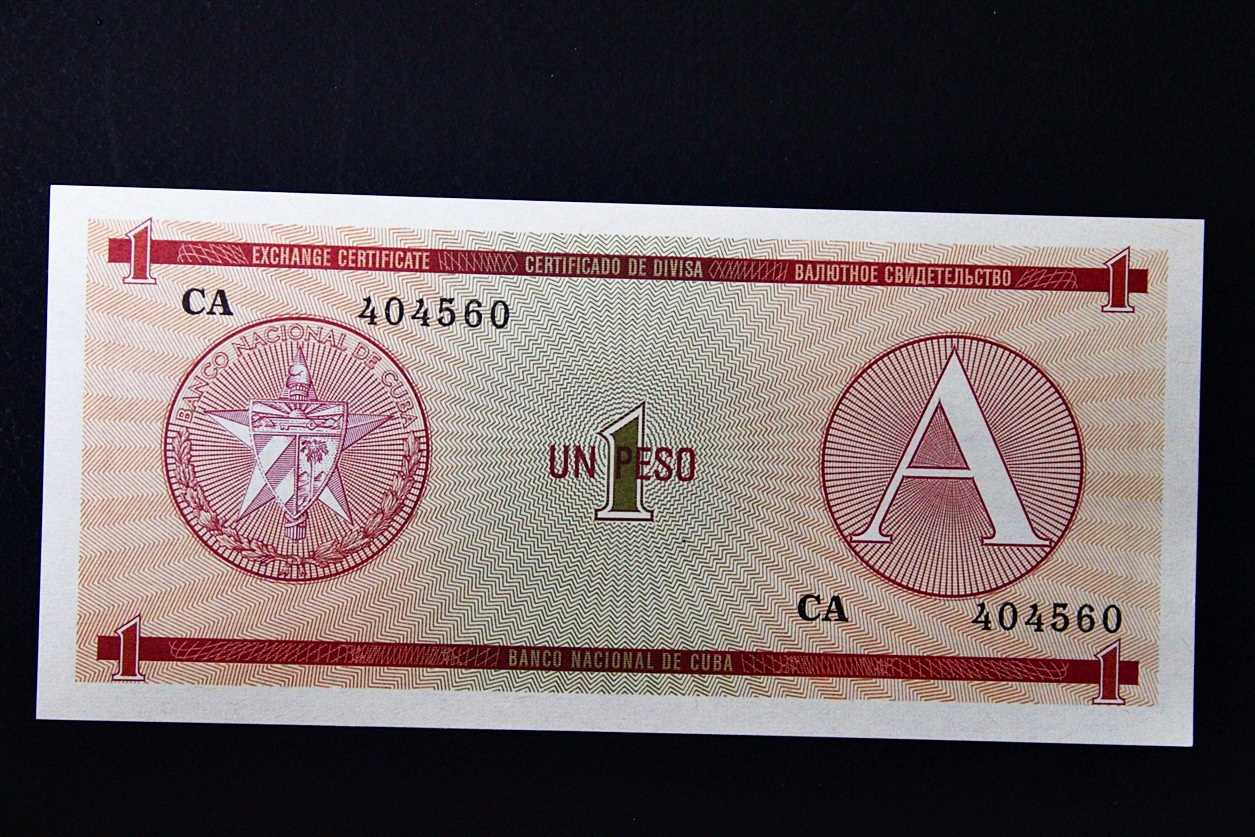 1 EXCHANGE CERTIFICATE CERTIFICADO DE DIVISA ВАЛЮТНОЕ СВИДЕТЕЛЬСТВО 1
CA 404560
BANCO NACIONAL DE CUBA
UN 1 PESO
A
CA 404560
1 BANCO NACIONAL DE CUBA 1